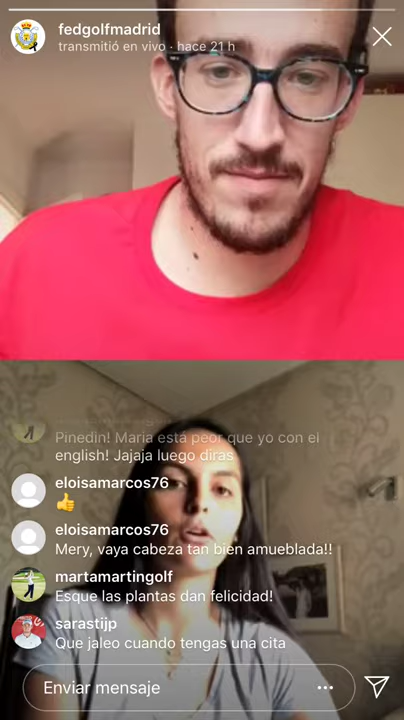 fedgolfmadrid
transmitió en vivo · hace 21 h
Pinedin! Maria está peor que yo con el
english! Jajaja luego diras
eloisamarcos76
👍
eloisamarcos76
Mery, vaya cabeza tan bien amueblada!!
martamartingolf
Esque las plantas dan felicidad!
sarastijp
Que jaleo cuando tengas una cita
Enviar mensaje